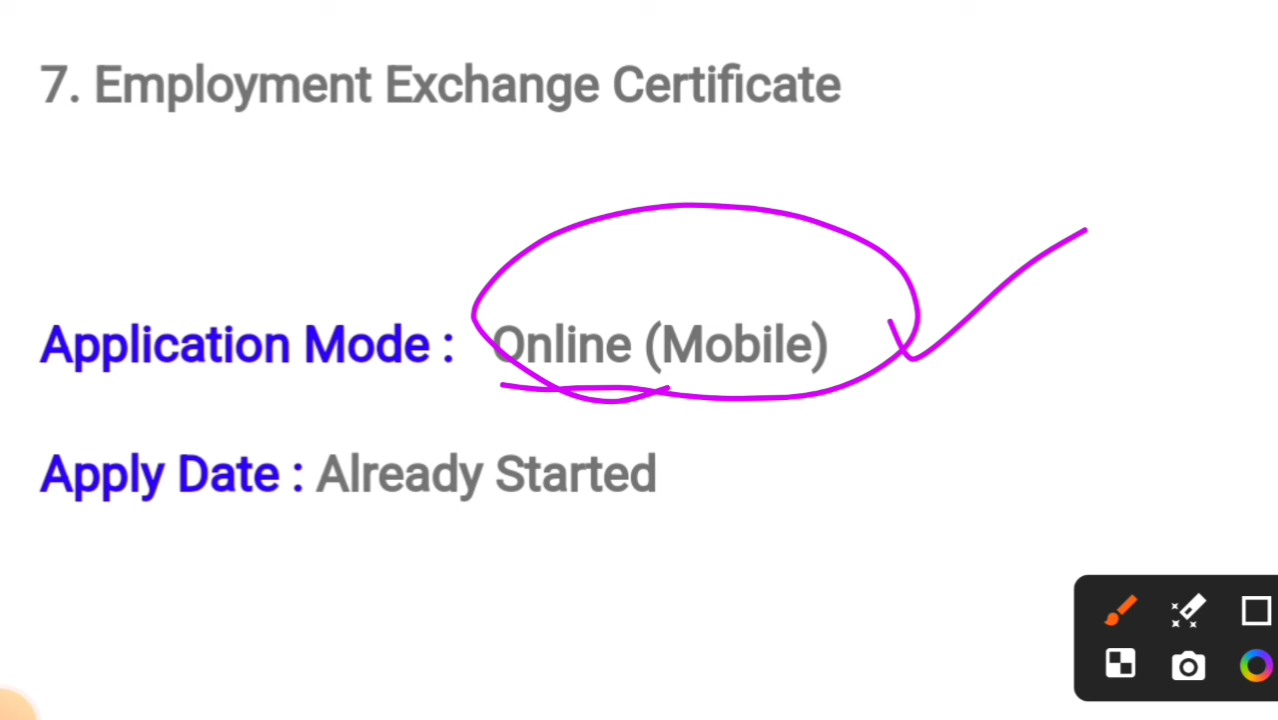 7. Employment Exchange Certificate
Application Mode : Online (Mobile)
Apply Date : Already Started